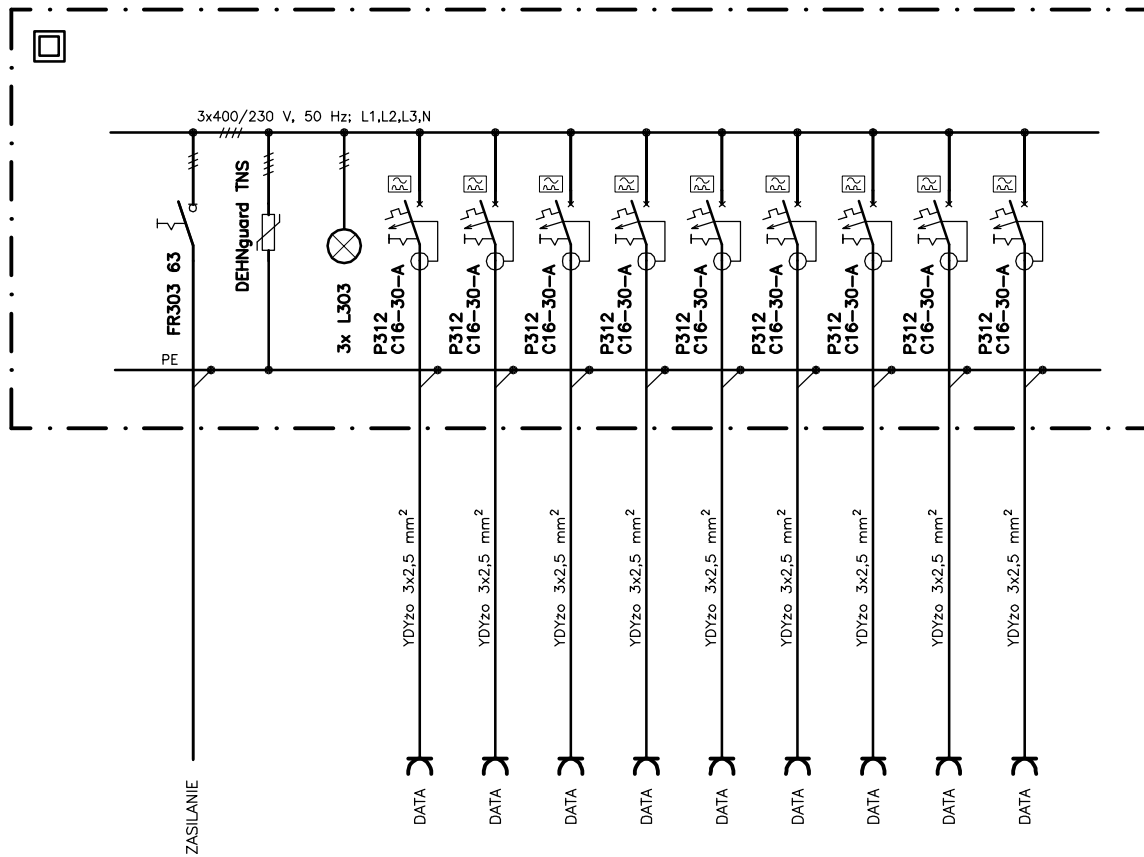 3x400/230 V, 50 Hz; L1,L2,L3,N
FR303 63
DEHNguard TNS
3x L303
P312
C16-30-A
P312
C16-30-A
P312
C16-30-A
P312
C16-30-A
P312
C16-30-A
P312
C16-30-A
P312
C16-30-A
P312
C16-30-A
P312
C16-30-A
PE
YDYżo 3x2,5 mm²
YDYżo 3x2,5 mm²
YDYżo 3x2,5 mm²
YDYżo 3x2,5 mm²
YDYżo 3x2,5 mm²
YDYżo 3x2,5 mm²
YDYżo 3x2,5 mm²
YDYżo 3x2,5 mm²
YDYżo 3x2,5 mm²
ZASILANIE
DATA
DATA
DATA
DATA
DATA
DATA
DATA
DATA
DATA